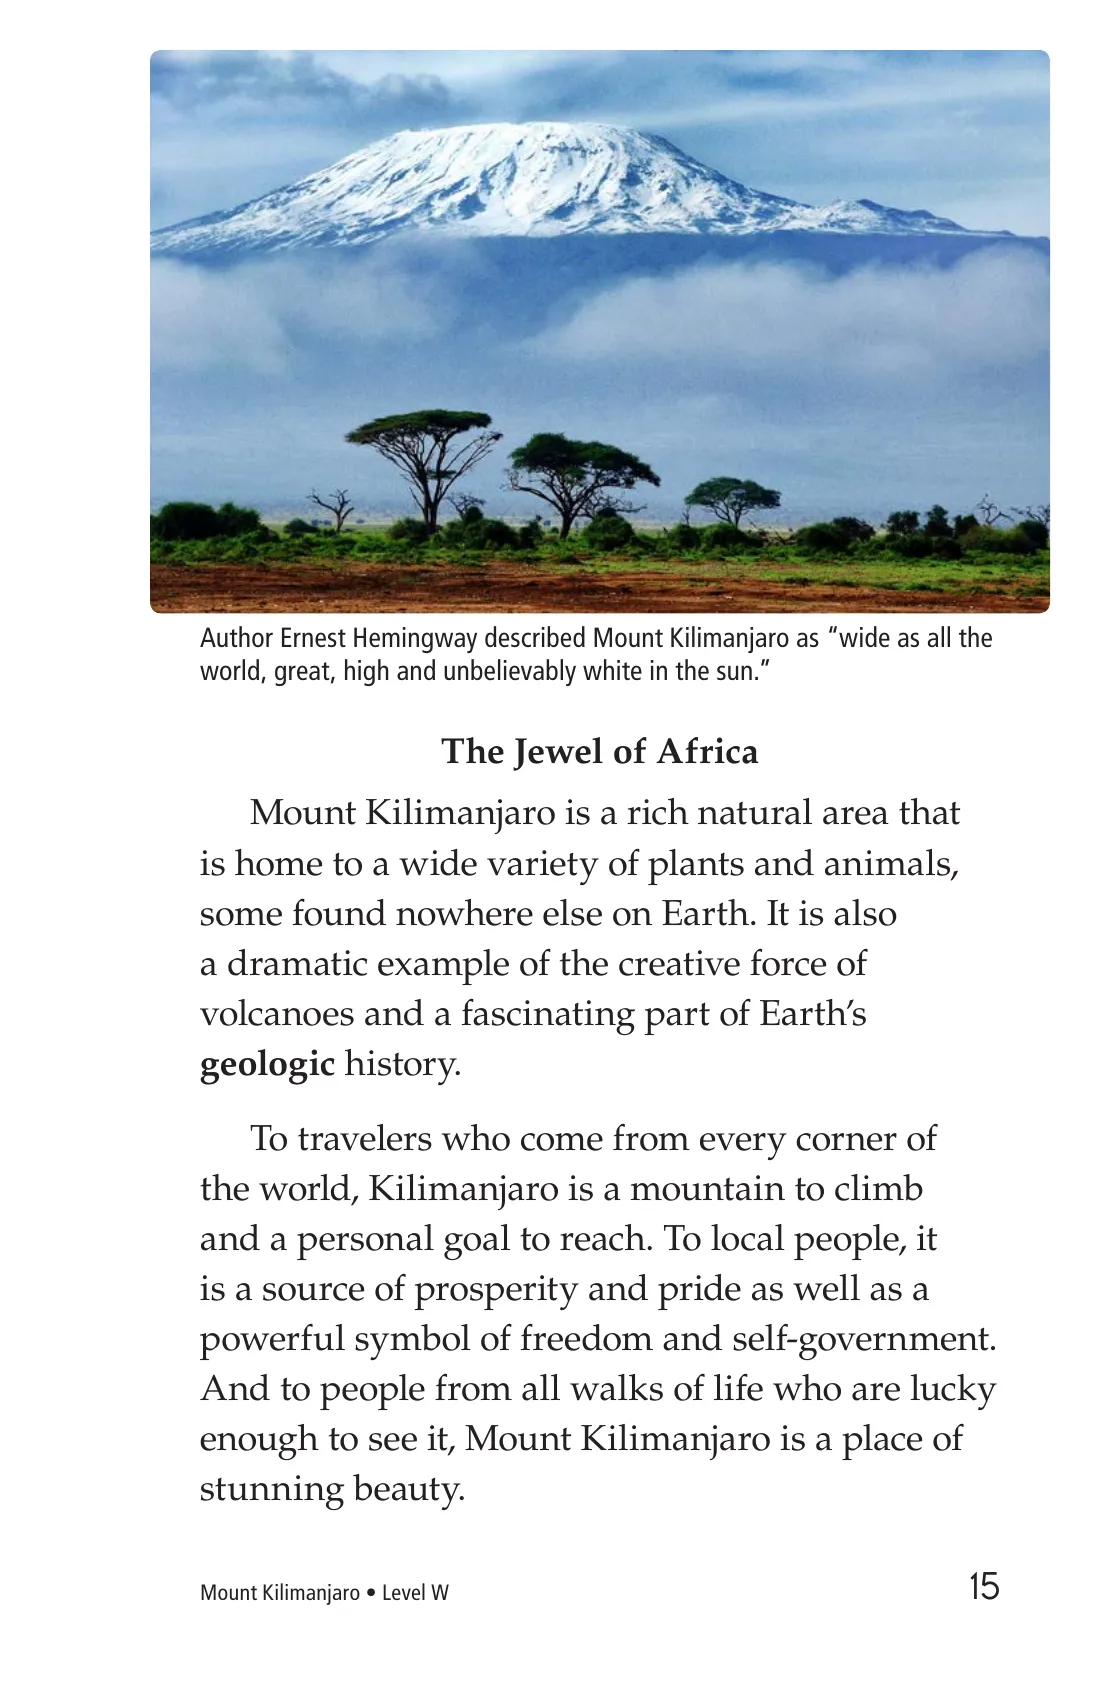 Author Ernest Hemingway described Mount Kilimanjaro as “wide as all the
world, great, high and unbelievably white in the sun.”
The Jewel of Africa
Mount Kilimanjaro is a rich natural area that
is home to a wide variety of plants and animals,
some found nowhere else on Earth. It is also
a dramatic example of the creative force of
volcanoes and a fascinating part of Earth’s
geologic history.
To travelers who come from every corner of
the world, Kilimanjaro is a mountain to climb
and a personal goal to reach. To local people, it
is a source of prosperity and pride as well as a
powerful symbol of freedom and self-government.
And to people from all walks of life who are lucky
enough to see it, Mount Kilimanjaro is a place of
stunning beauty.
Mount Kilimanjaro • Level W
15